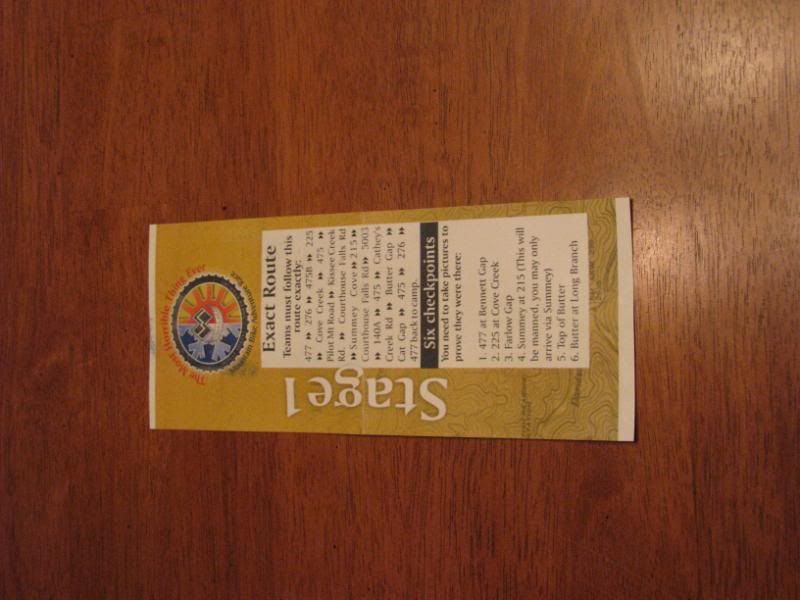 The Most Horrible Thing Ever
Mountain Bike Adventure Race
Stage 1
Exact Route
Teams must follow this
route exactly:
477 » 276 » 475B » 225
» Cove Creek » 475 »
Pilot Mt Road » Kissee Creek
Rd. » Courthouse Falls Rd
» Summey Cove » 215 »
Courthouse Falls Rd » 5003
» 140A » 475 » Cathey's
Creek Rd » Butter Gap »
Cat Gap » 475 » 276 »
477 back to camp.
Six checkpoints
You need to take pictures to
prove they were there:
1. 477 at Bennett Gap
2. 225 at Cove Creek
3. Farlow Gap
4. Summey at 215 (This will
be manned, you may only
arrive via Summey)
5. Top of Butter
6. Butter at Long Branch